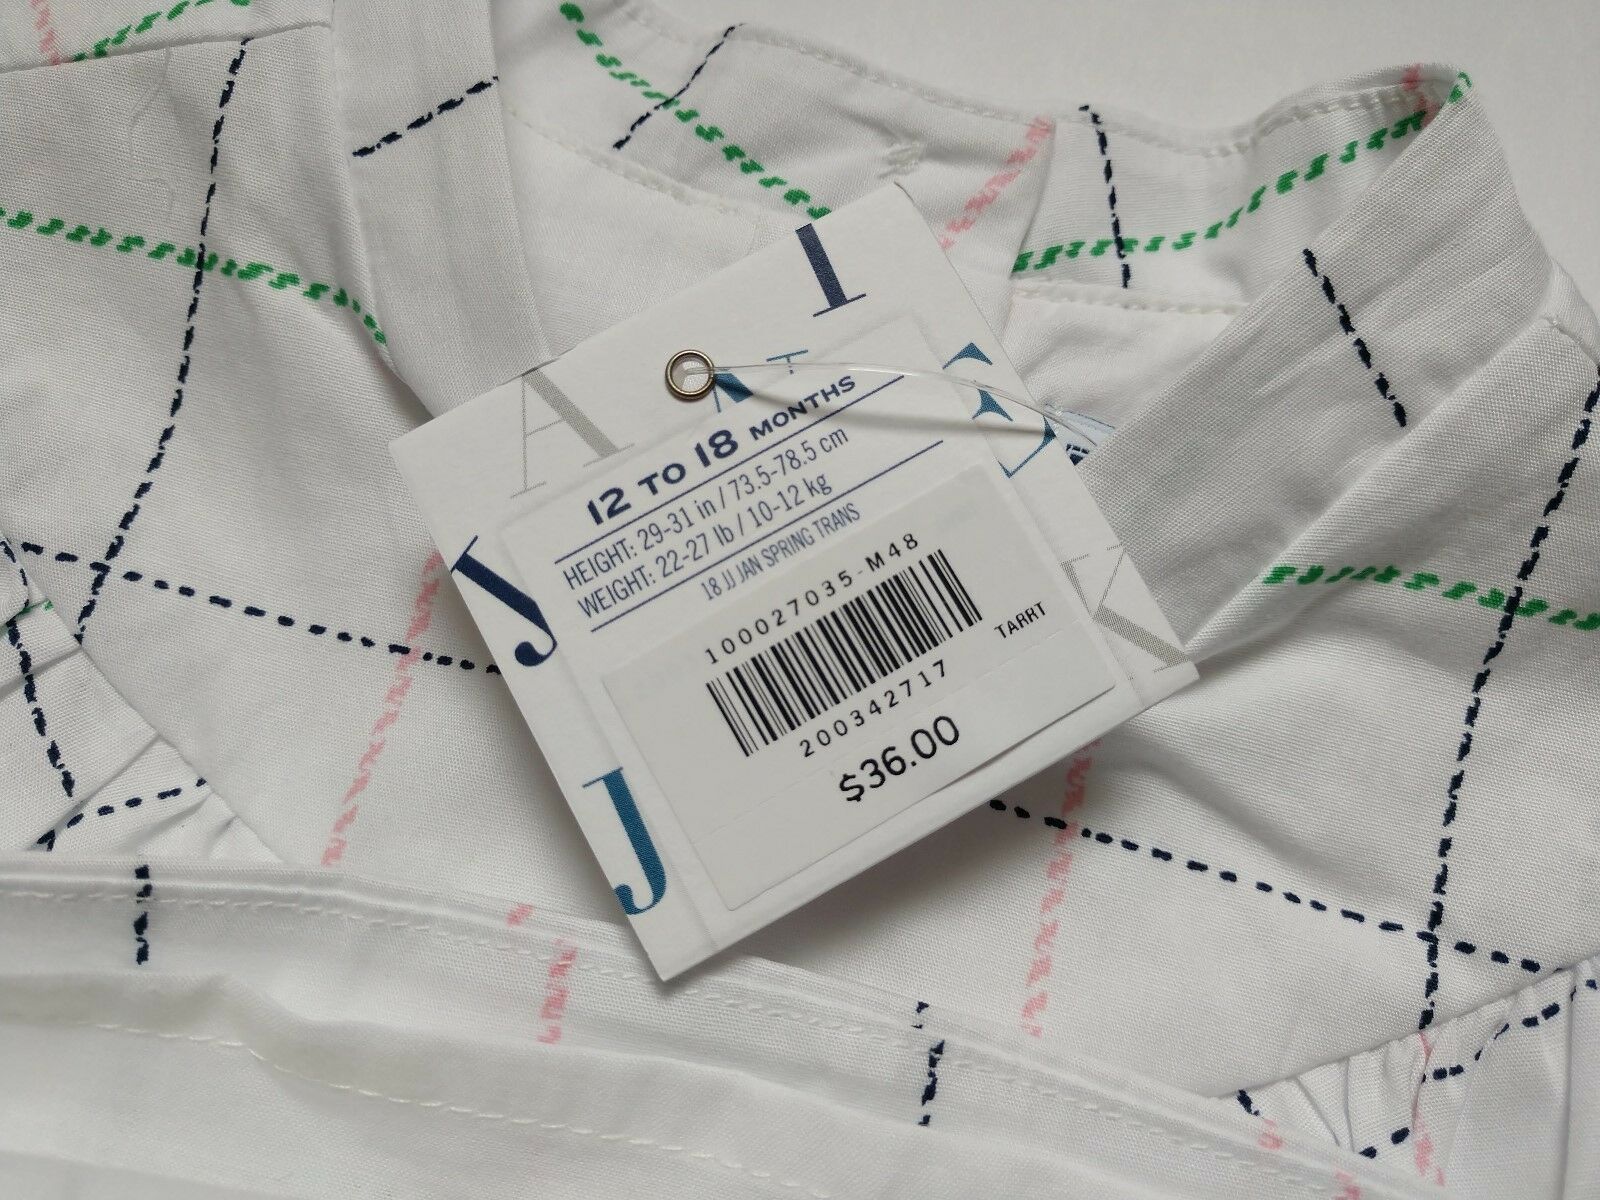 I
A
T
12 TO 18 MONTHS
HEIGHT: 29-31 in / 73.5-78.5 cm
WEIGHT: 22-27 lb / 10-12 kg
18 JJ JAN SPRING TRANS
J
K
100027035-M48
TARRT
200342717
$36.00
J